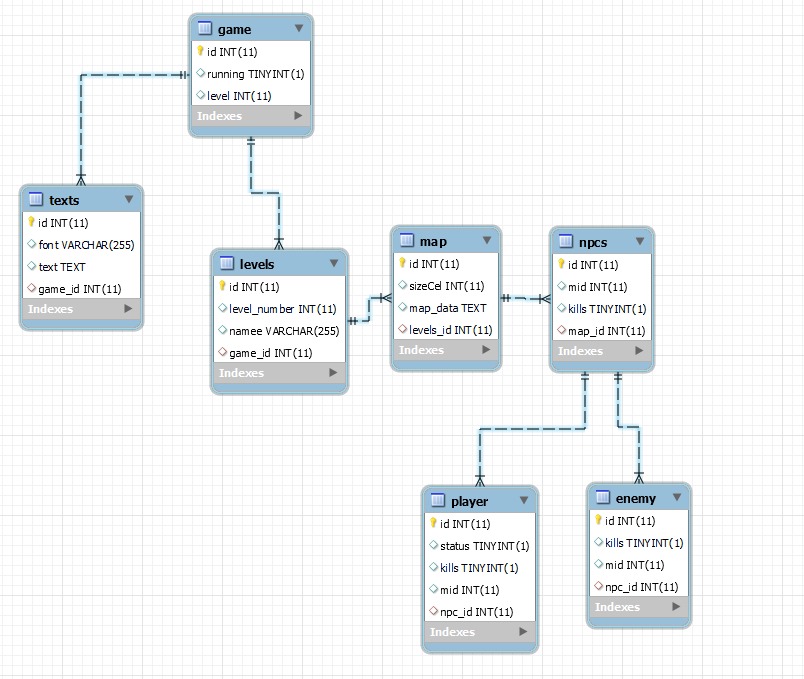 game
id INT(11)
running TINYINT(1)
level INT(11)
Indexes
texts
id INT(11)
font VARCHAR(255)
text TEXT
game_id INT(11)
Indexes
levels
id INT(11)
level_number INT(11)
namee VARCHAR(255)
game_id INT(11)
Indexes
map
id INT(11)
sizeCel INT(11)
map_data TEXT
levels_id INT(11)
Indexes
npcs
id INT(11)
mid INT(11)
kills TINYINT(1)
map_id INT(11)
Indexes
player
id INT(11)
status TINYINT(1)
kills TINYINT(1)
mid INT(11)
npc_id INT(11)
Indexes
enemy
id INT(11)
kills TINYINT(1)
mid INT(11)
npc_id INT(11)
Indexes